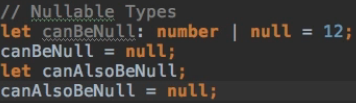 // Nullable Types
let canBeNull: number | null = 12;
canBeNull = null;
let canAlsoBeNull;
canAlsoBeNull = null;